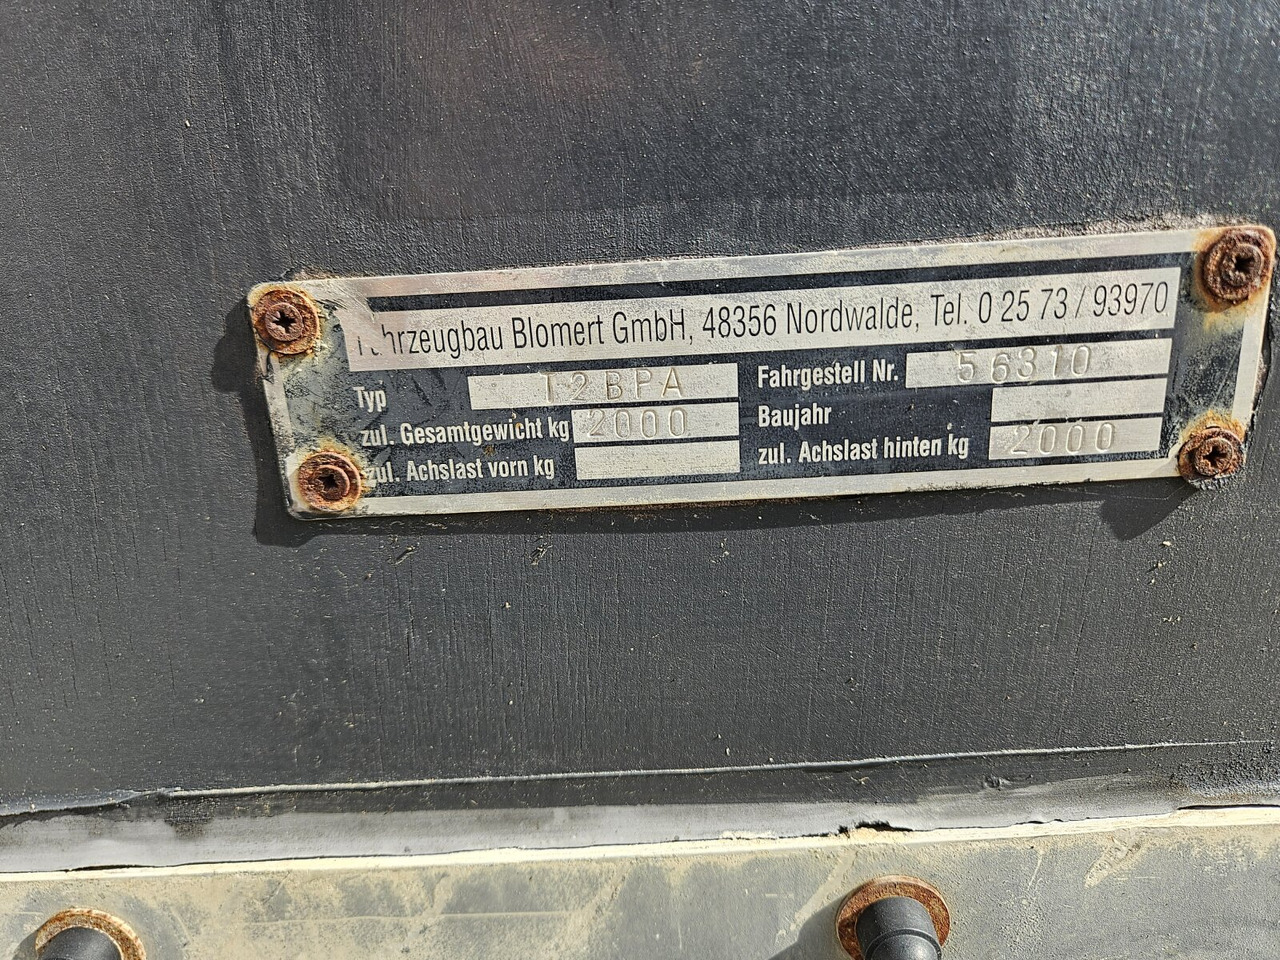 Fahrzeugbau Blomert GmbH, 48356 Nordwalde, Tel. 0 25 73 / 93970
Typ T2BPA Fahrgestell Nr. 56310
zul. Gesamtgewicht kg 2000 Baujahr
zul. Achslast vorn kg zul. Achslast hinten kg 2000